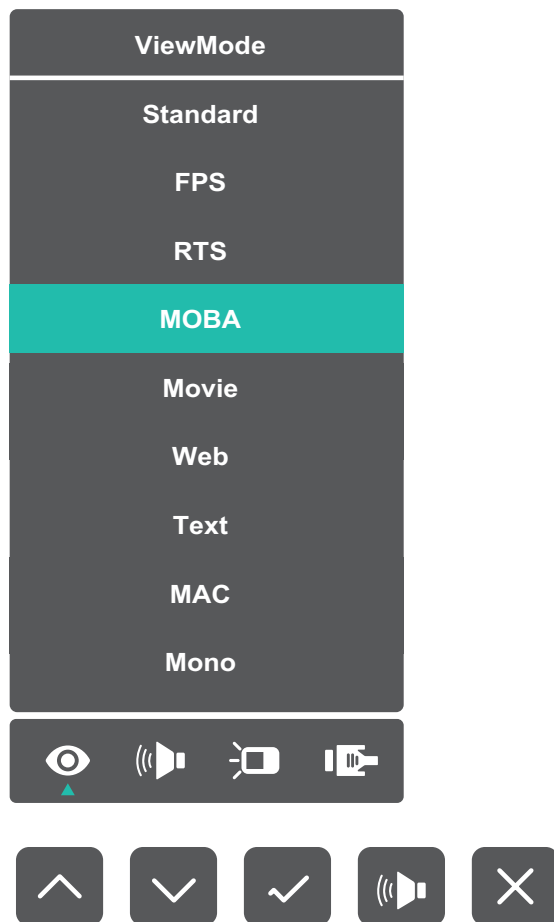 ViewMode
Standard
FPS
RTS
MOBA
Movie
Web
Text
MAC
Mono